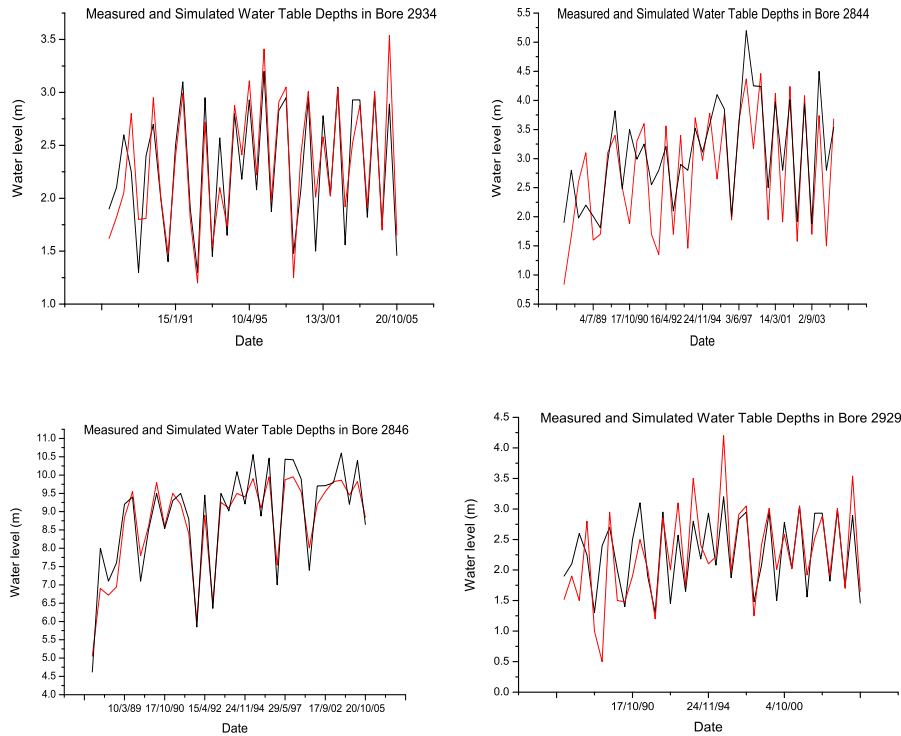 Measured and Simulated Water Table Depths in Bore 2934
3.5
3.0
2.5
2.0
1.5
1.0
Water level (m)
15/1/91 10/4/95 13/3/01 20/10/05
Date
Measured and Simulated Water Table Depths in Bore 2844
5.5
5.0
4.5
4.0
3.5
3.0
2.5
2.0
1.5
1.0
0.5
Water level (m)
4/7/89 17/10/90 16/4/92 24/11/94 3/6/97 14/3/01 2/9/03
Date
Measured and Simulated Water Table Depths in Bore 2846
11.0
10.5
10.0
9.5
9.0
8.5
8.0
7.5
7.0
6.5
6.0
5.5
5.0
4.5
4.0
Water level (m)
10/3/89 17/10/90 15/4/92 24/11/94 29/5/97 17/9/02 20/10/05
Date
Measured and Simulated Water Table Depths in Bore 2929
4.5
4.0
3.5
3.0
2.5
2.0
1.5
1.0
0.5
0.0
Water level (m)
17/10/90 24/11/94 4/10/00
Date